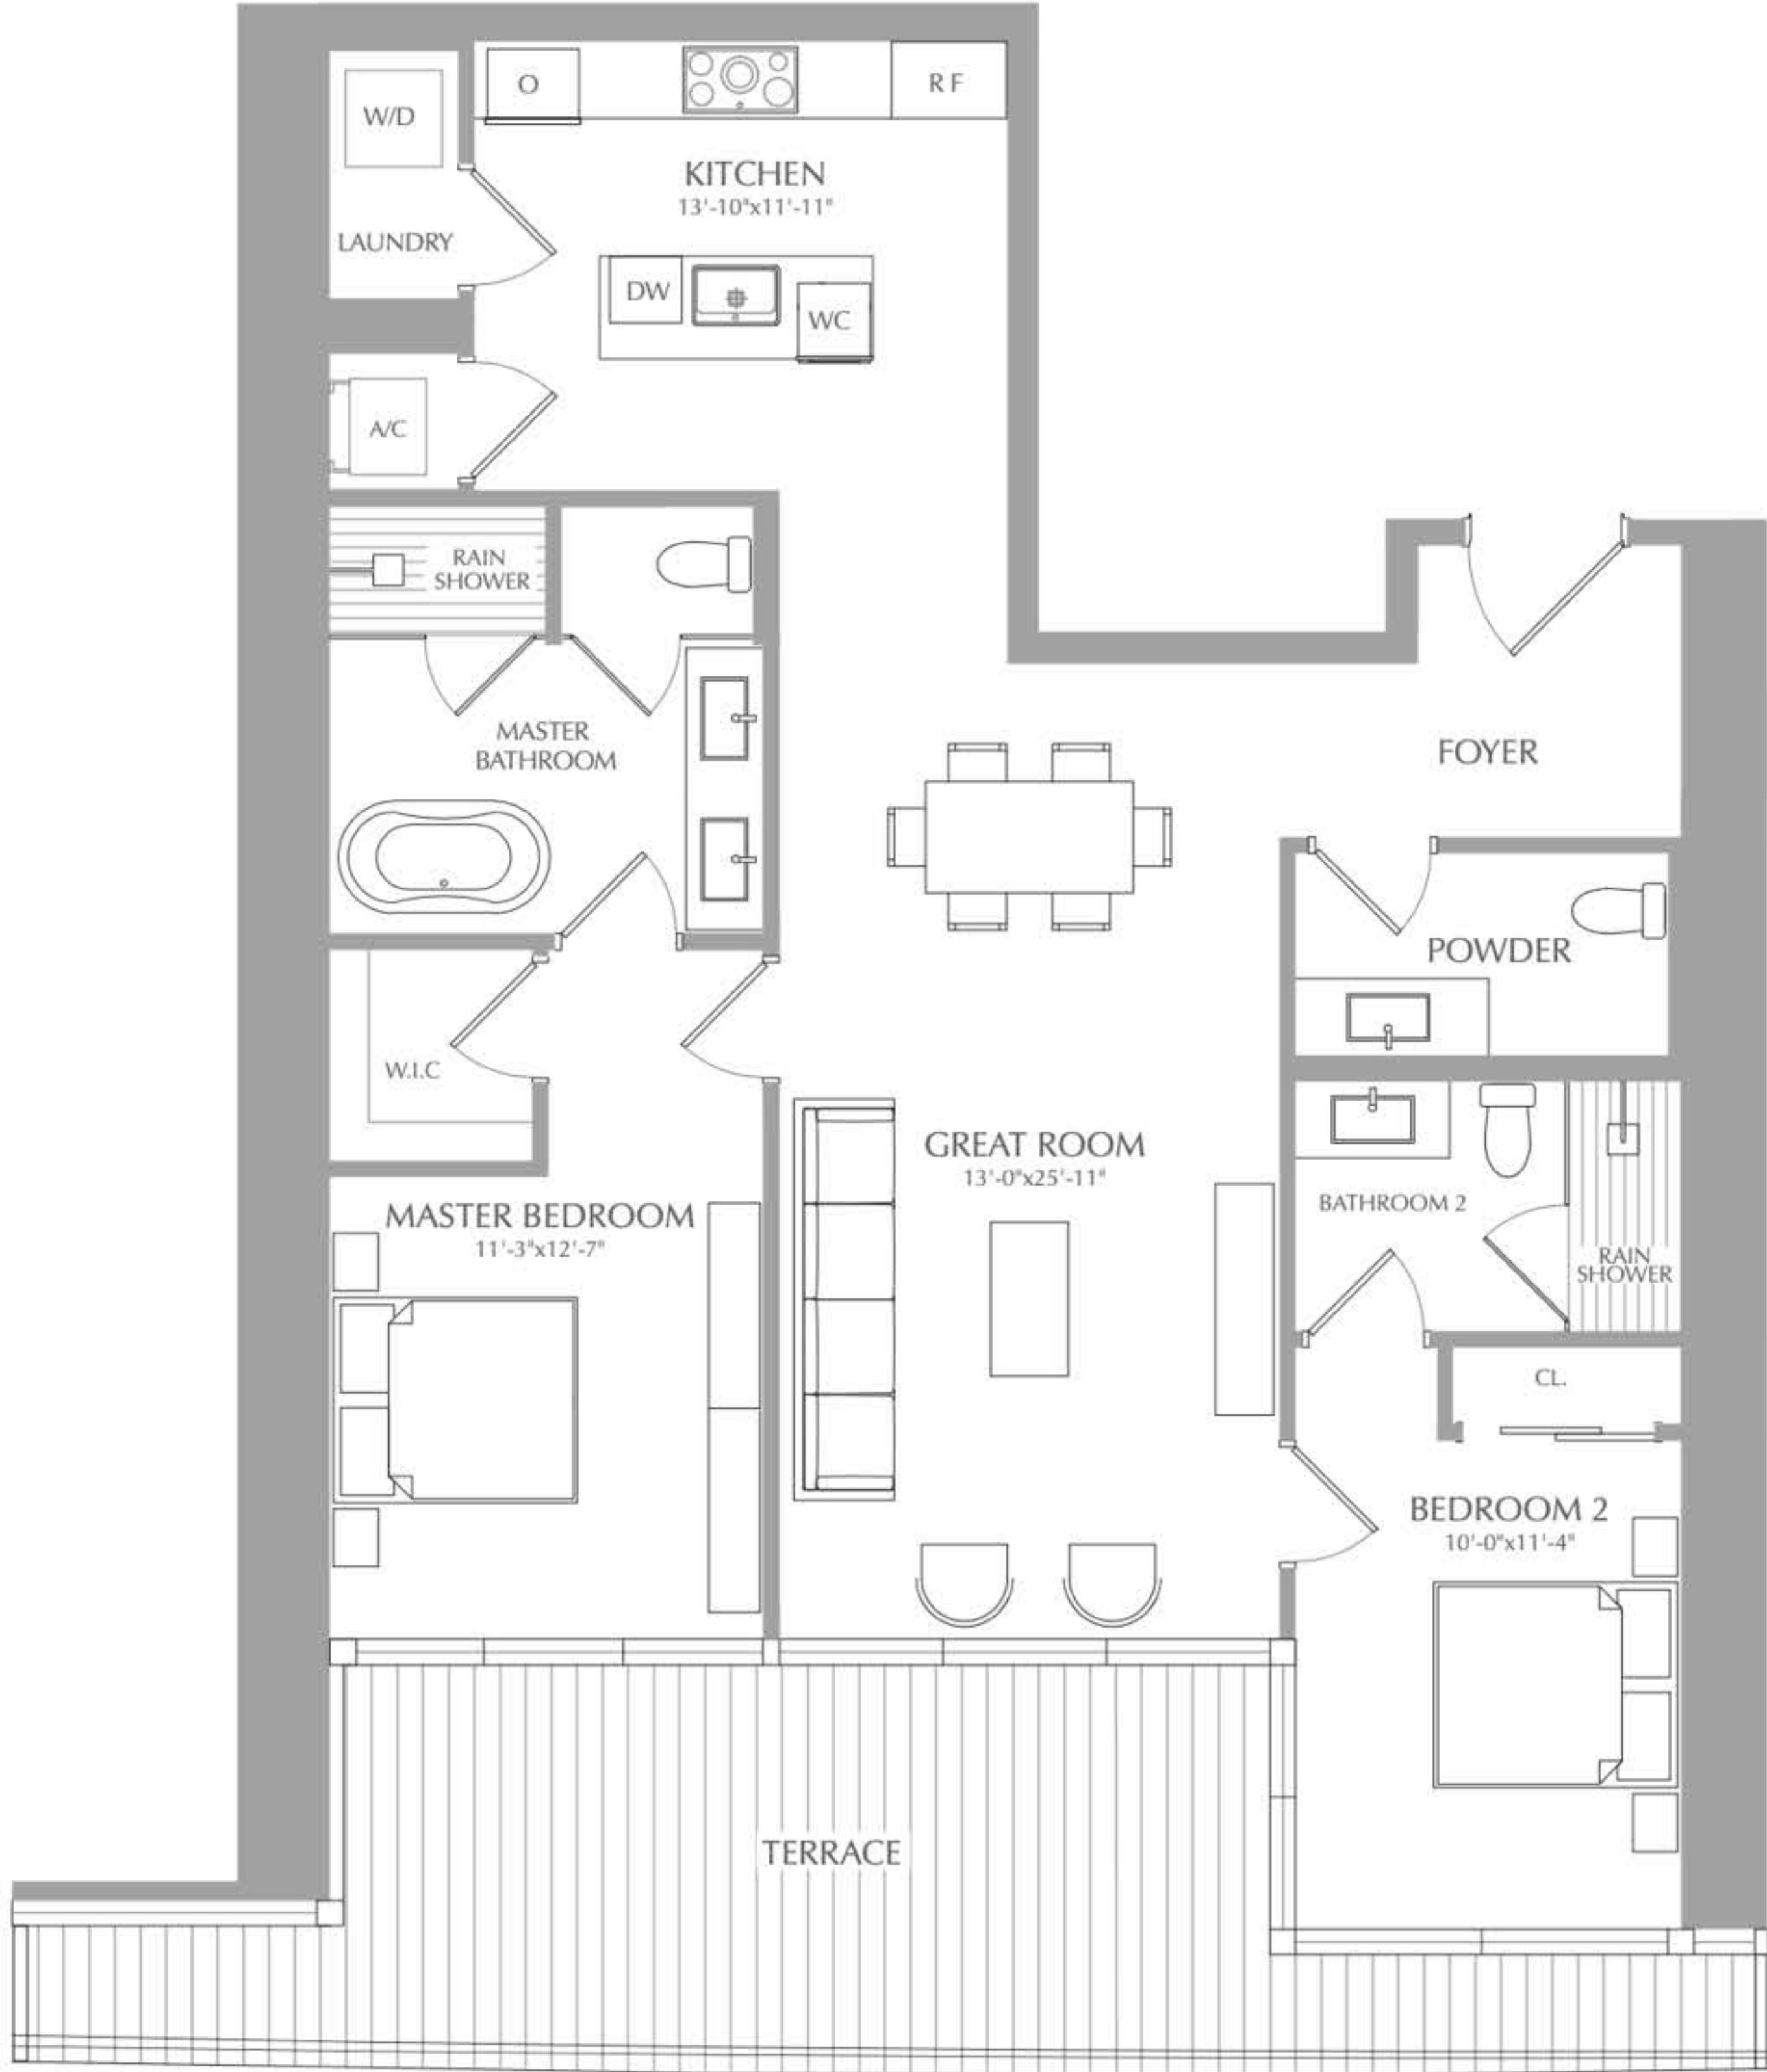 O
R F
W/D
KITCHEN
13'-10"x11'-11"
LAUNDRY
DW
WC
A/C
RAIN
SHOWER
MASTER
BATHROOM
FOYER
POWDER
W.I.C
GREAT ROOM
13'-0"x25'-11"
MASTER BEDROOM
11'-3"x12'-7"
BATHROOM 2
RAIN
SHOWER
CL.
BEDROOM 2
10'-0"x11'-4"
TERRACE